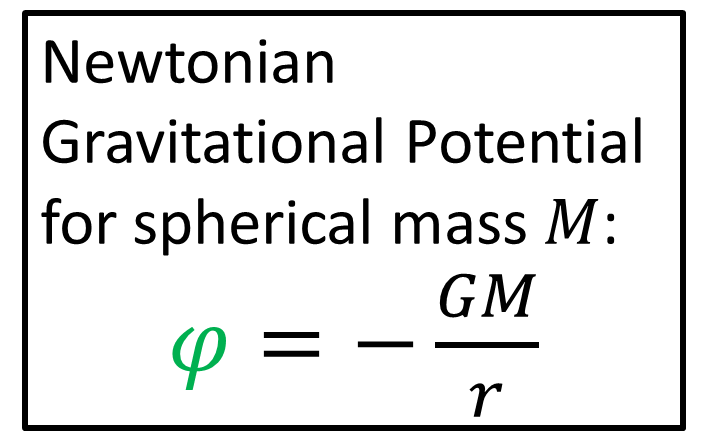 Newtonian
Gravitational Potential
for spherical mass M:
φ = − GM / r